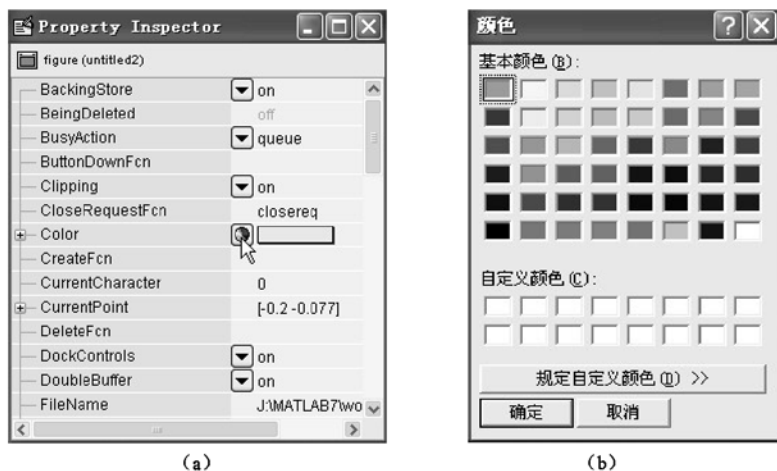 Property Inspector
figure (untitled2)
BackingStore on
BeingDeleted off
BusyAction queue
ButtonDownFcn
Clipping on
CloseRequestFcn closereq
Color
CreateFcn
CurrentCharacter 0
CurrentPoint [-0.2 -0.077]
DeleteFcn
DockControls on
DoubleBuffer on
FileName J:\MATLAB7\wo
(a)
颜色
基本颜色(B):
自定义颜色(C):
规定自定义颜色(D) >>
确定 取消
(b)